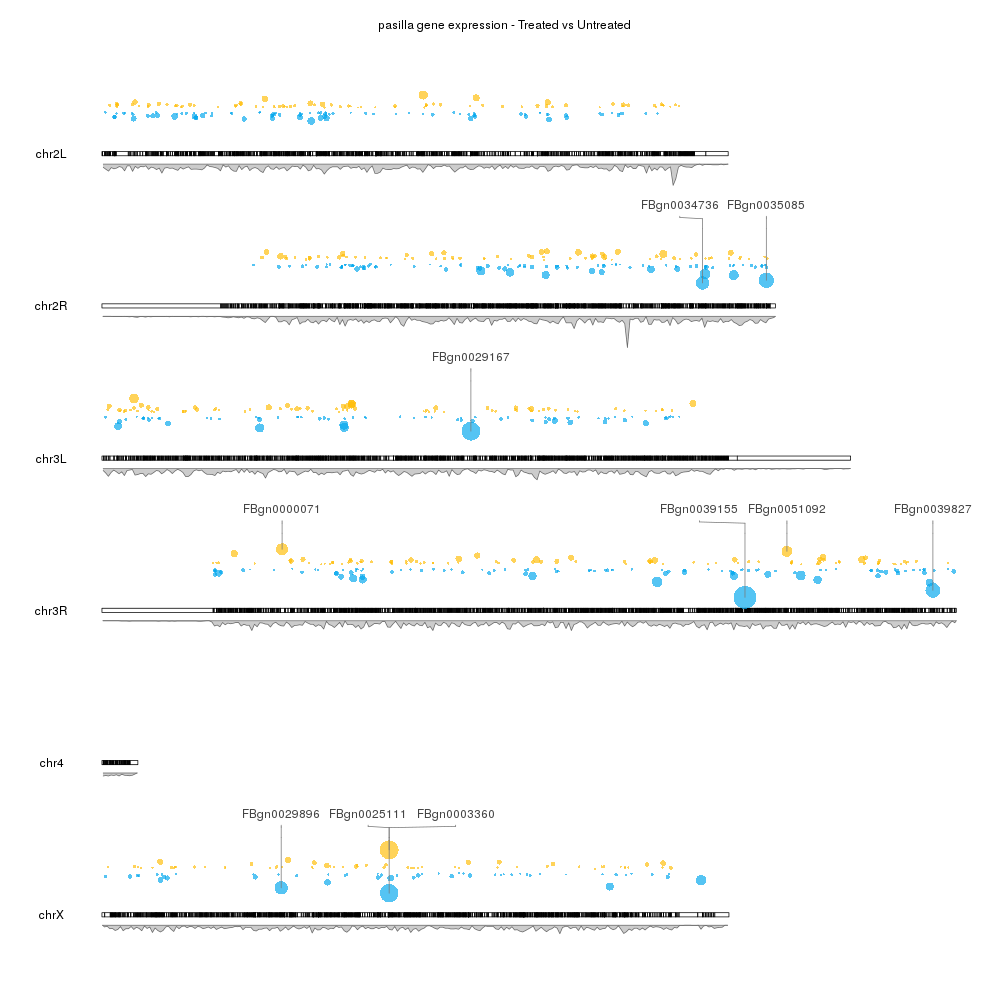 pasilla gene expression - Treated vs Untreated
chr2L
FBgn0034736 FBgn0035085
chr2R
FBgn0029167
chr3L
FBgn0000071 FBgn0039155 FBgn0051092 FBgn0039827
chr3R
chr4
FBgn0029896 FBgn0025111 FBgn0003360
chrX